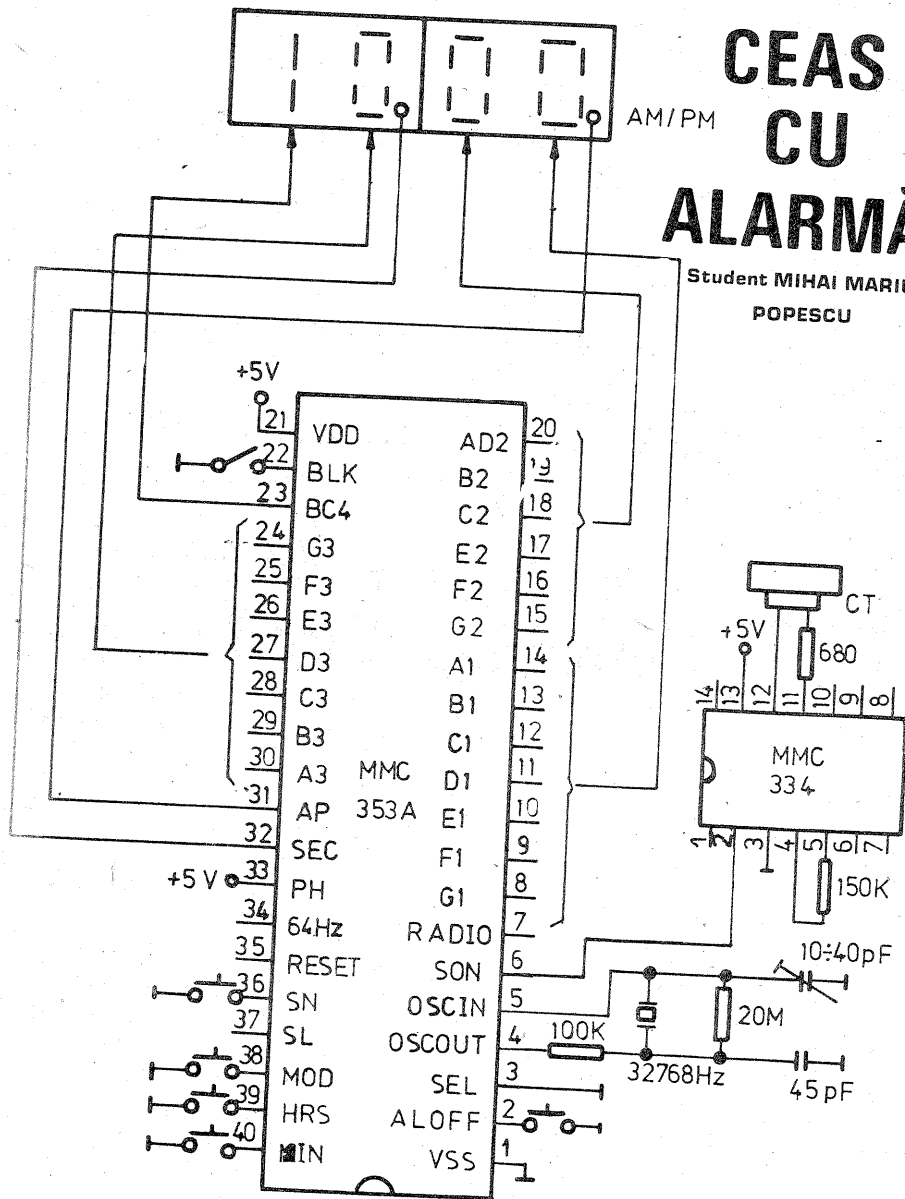 CEAS
CU
ALARMĂ
Student MIHAI
POPESCU
AM/PM
+5V
21 VDD
22 BLK
23 BC4
24 G3
25 F3
26 E3
27 D3
28 C3
29 B3
30 A3
31 AP
32 SEC
+5 V 33 PH
34 64Hz
35 RESET
36 SN
37 SL
38 MOD
39 HRS
40 MIN
MMC
353A
AD2 20
B2 19
C2 18
E2 17
F2 16
G2 15
A1 14
B1 13
C1 12
D1 11
E1 10
F1 9
G1 8
RADIO 7
SON 6
OSCIN 5
OSCOUT 4
SEL 3
ALOFF 2
VSS 1
CT
+5V
680
14 13 12 11 10 9 8
MMC
334
1 2 3 4 5 6 7
150K
10÷40pF
20M
100K
32768Hz
45pF